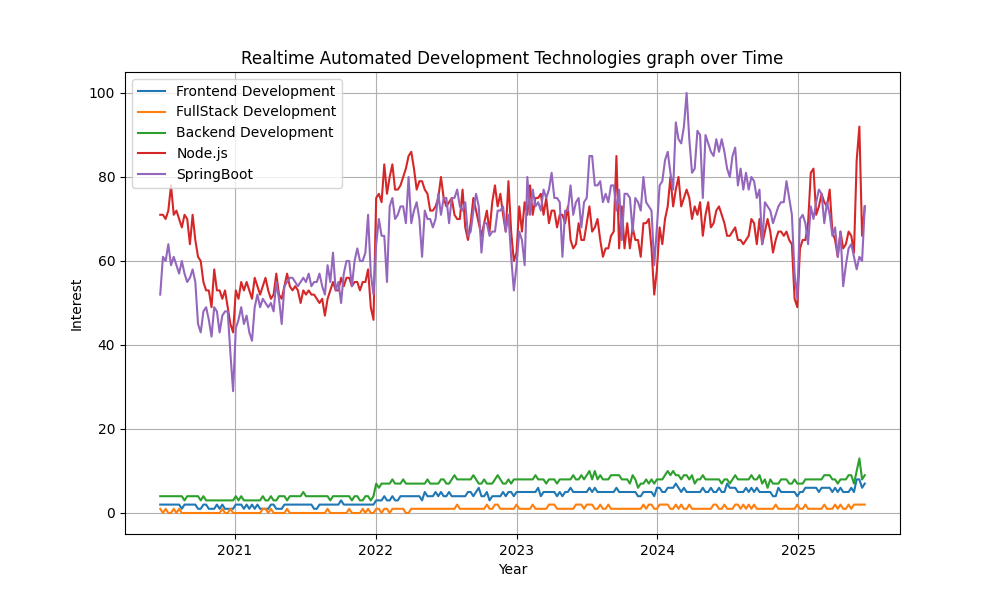 Realtime Automated Development Technologies graph over Time
Frontend Development
FullStack Development
Backend Development
Node.js
SpringBoot
100
80
60
40
20
0
Interest
2021 2022 2023 2024 2025
Year